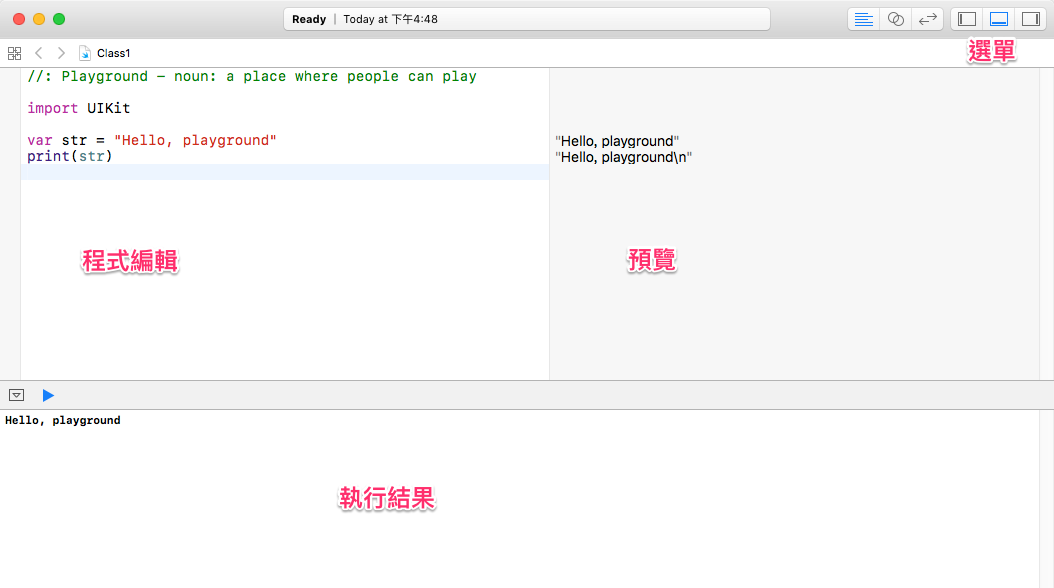 Ready | Today at 下午4:48
選單
Class1
//: Playground - noun: a place where people can play
import UIKit
var str = "Hello, playground"
print(str)
"Hello, playground"
"Hello, playground\n"
程式編輯
預覽
Hello, playground
執行結果